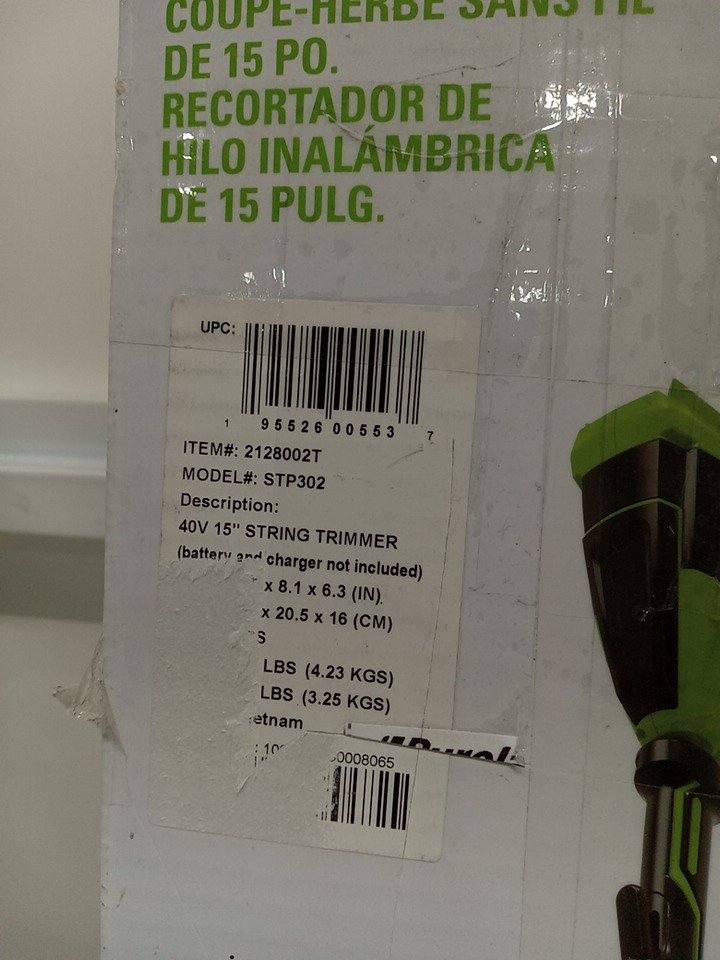 COUPE-HERBE SANS FIL
DE 15 PO.
RECORTADOR DE
HILO INALÁMBRICA
DE 15 PULG.
UPC:
1 95526 00553 7
ITEM#: 2128002T
MODEL#: STP302
Description:
40V 15" STRING TRIMMER
(battery and charger not included)
x 8.1 x 6.3 (IN)
x 20.5 x 16 (CM)
S
LBS (4.23 KGS)
LBS (3.25 KGS)
etnam
0008065